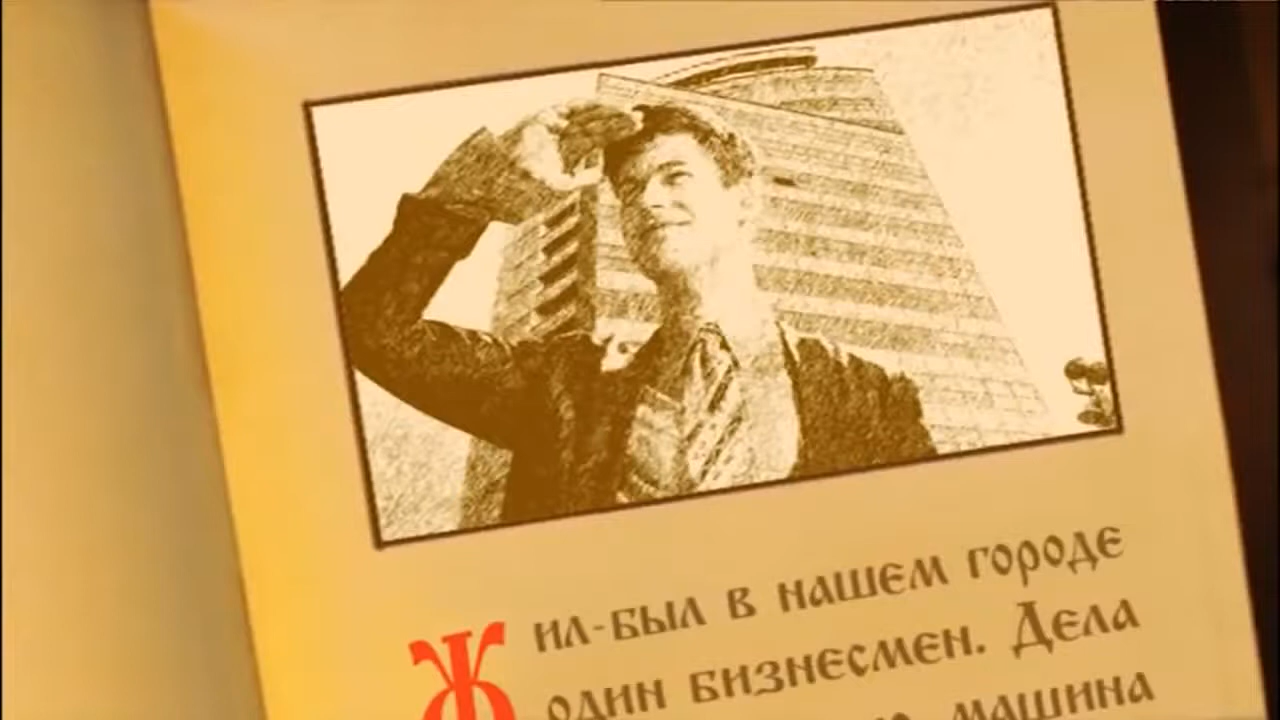 Жил-был в нашем городе
один бизнесмен. Дела
машина